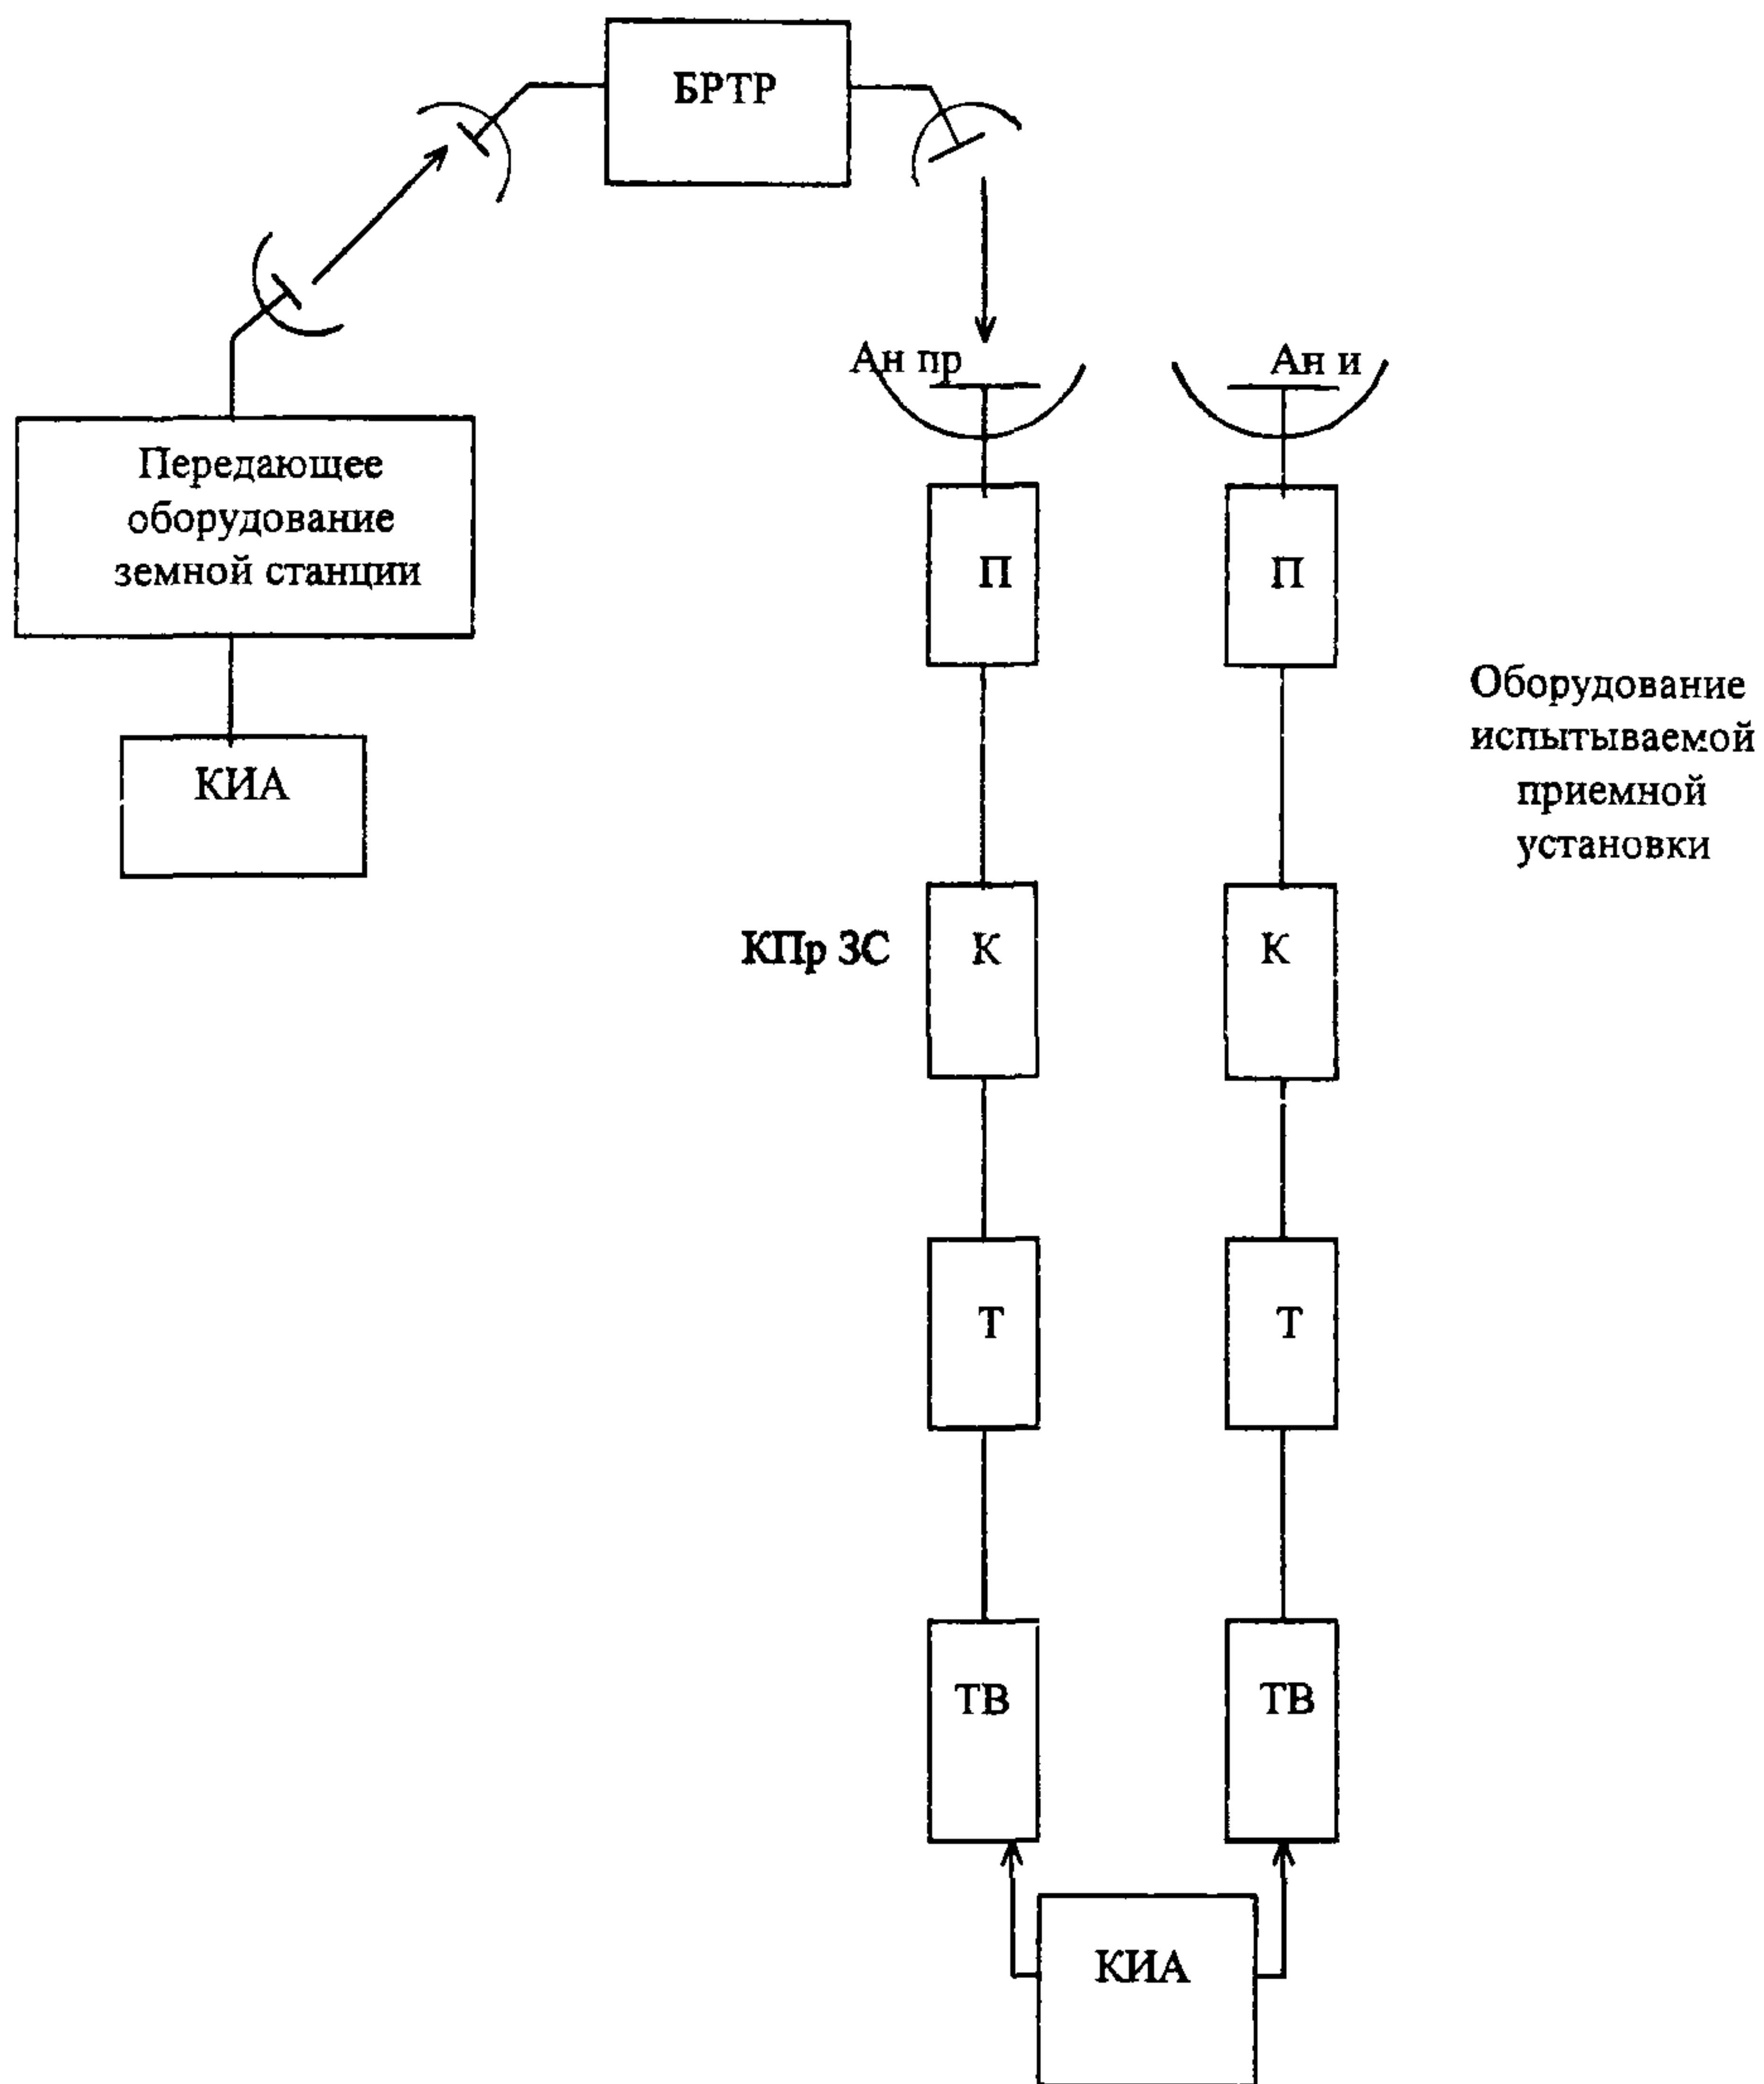 БРТР
Ан пр
Ан и
Передающее
оборудование
земной станции
П
П
Оборудование
испытываемой
приемной
установки
КИА
КПр ЗС
К
К
Т
Т
ТВ
ТВ
КИА